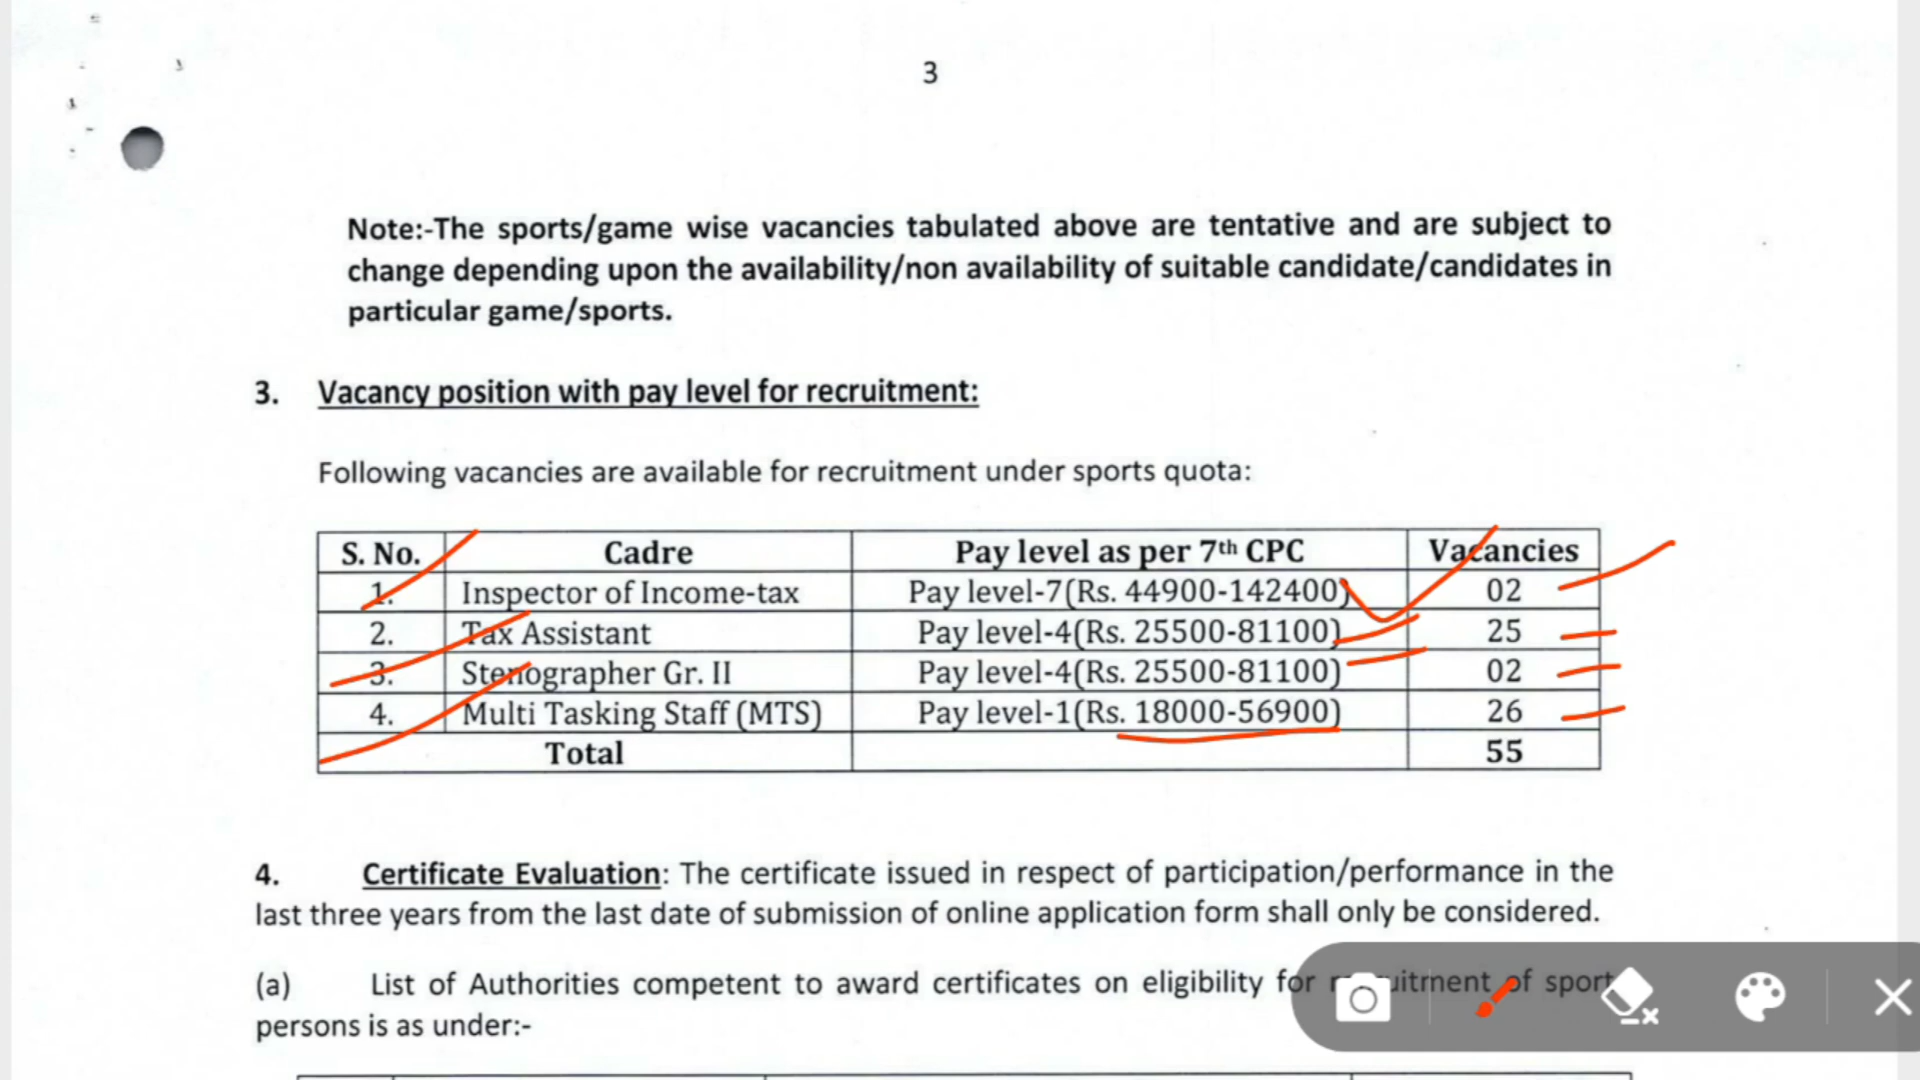 3
Note:-The sports/game wise vacancies tabulated above are tentative and are subject to
change depending upon the availability/non availability of suitable candidate/candidates in
particular game/sports.
3. Vacancy position with pay level for recruitment:
Following vacancies are available for recruitment under sports quota:
S. No. Cadre Pay level as per 7th CPC Vacancies
1. Inspector of Income-tax Pay level-7(Rs. 44900-142400) 02
2. Tax Assistant Pay level-4(Rs. 25500-81100) 25
3. Stenographer Gr. II Pay level-4(Rs. 25500-81100) 02
4. Multi Tasking Staff (MTS) Pay level-1(Rs. 18000-56900) 26
Total 55
4. Certificate Evaluation: The certificate issued in respect of participation/performance in the
last three years from the last date of submission of online application form shall only be considered.
(a) List of Authorities competent to award certificates on eligibility for of sport
persons is as under:-